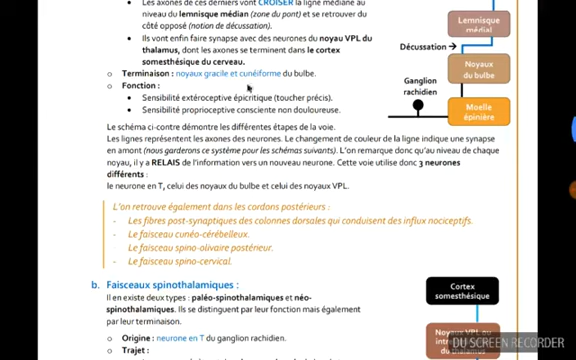 Les axones de ces derniers vont CROISER la ligne médiane au
niveau du lemnisque médian (zone du pont) et se retrouver du
côté opposé (notion de décussation).
Ils vont enfin faire synapse avec des neurones du noyau VPL du
thalamus, dont les axones se terminent dans le cortex
somesthésique du cerveau.
o Terminaison : noyaux gracile et cunéiforme du bulbe.
o Fonction :
• Sensibilité extéroceptive épicritique (toucher précis).
• Sensibilité proprioceptive consciente non douloureuse.
Lemnisque
médial
Décussation →
Noyaux
du bulbe
Ganglion
rachidien
Moelle
épinière
Le schéma ci-contre démontre les différentes étapes de la voie.
Les lignes représentent les axones des neurones. Le changement de couleur de la ligne indique une synapse
en amont (nous garderons ce système pour les schémas suivants). L'on remarque donc qu'au niveau de chaque
noyau, il y a RELAIS de l'information vers un nouveau neurone. Cette voie utilise donc 3 neurones
différents :
le neurone en T, celui des noyaux du bulbe et celui des noyaux VPL.
L'on retrouve également dans les cordons postérieurs :
- Les fibres post-synaptiques des colonnes dorsales qui conduisent des influx nociceptifs.
- Le faisceau cunéo-cérébelleux.
Le faisceau spino-olivaire postérieur.
- Le faisceau spino-cervical.
b. Faisceaux spinothalamiques :
Il en existe deux types : paléo-spinothalamiques et néo-
spinothalamiques. Ils se distinguent par leur fonction mais également
par leur terminaison.
o Origine : neurone en T du ganglion rachidien.
o Trajet :
Cortex
somesthésique
Noyaux VPL ou
du thalamus
DU SCREEN RECORDER